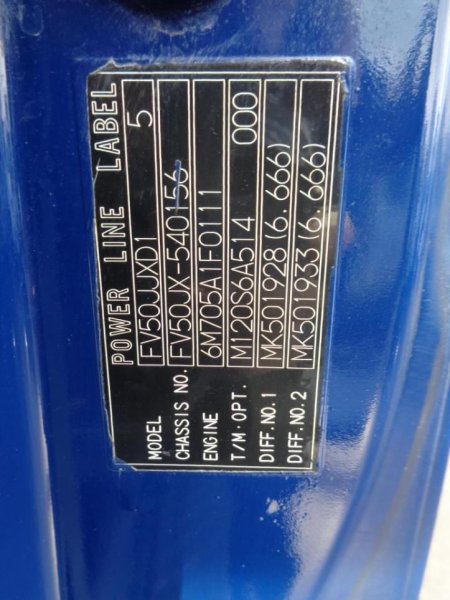 POWER LINE LABEL
MODEL FV50JJXD1 5
CHASSIS NO. FV50JX-540156
ENGINE 6M705A1F0111
T/M·OPT. M120S6A514 000
DIFF.NO.1 MK501928(6.666)
DIFF.NO.2 MK501933(6.666)